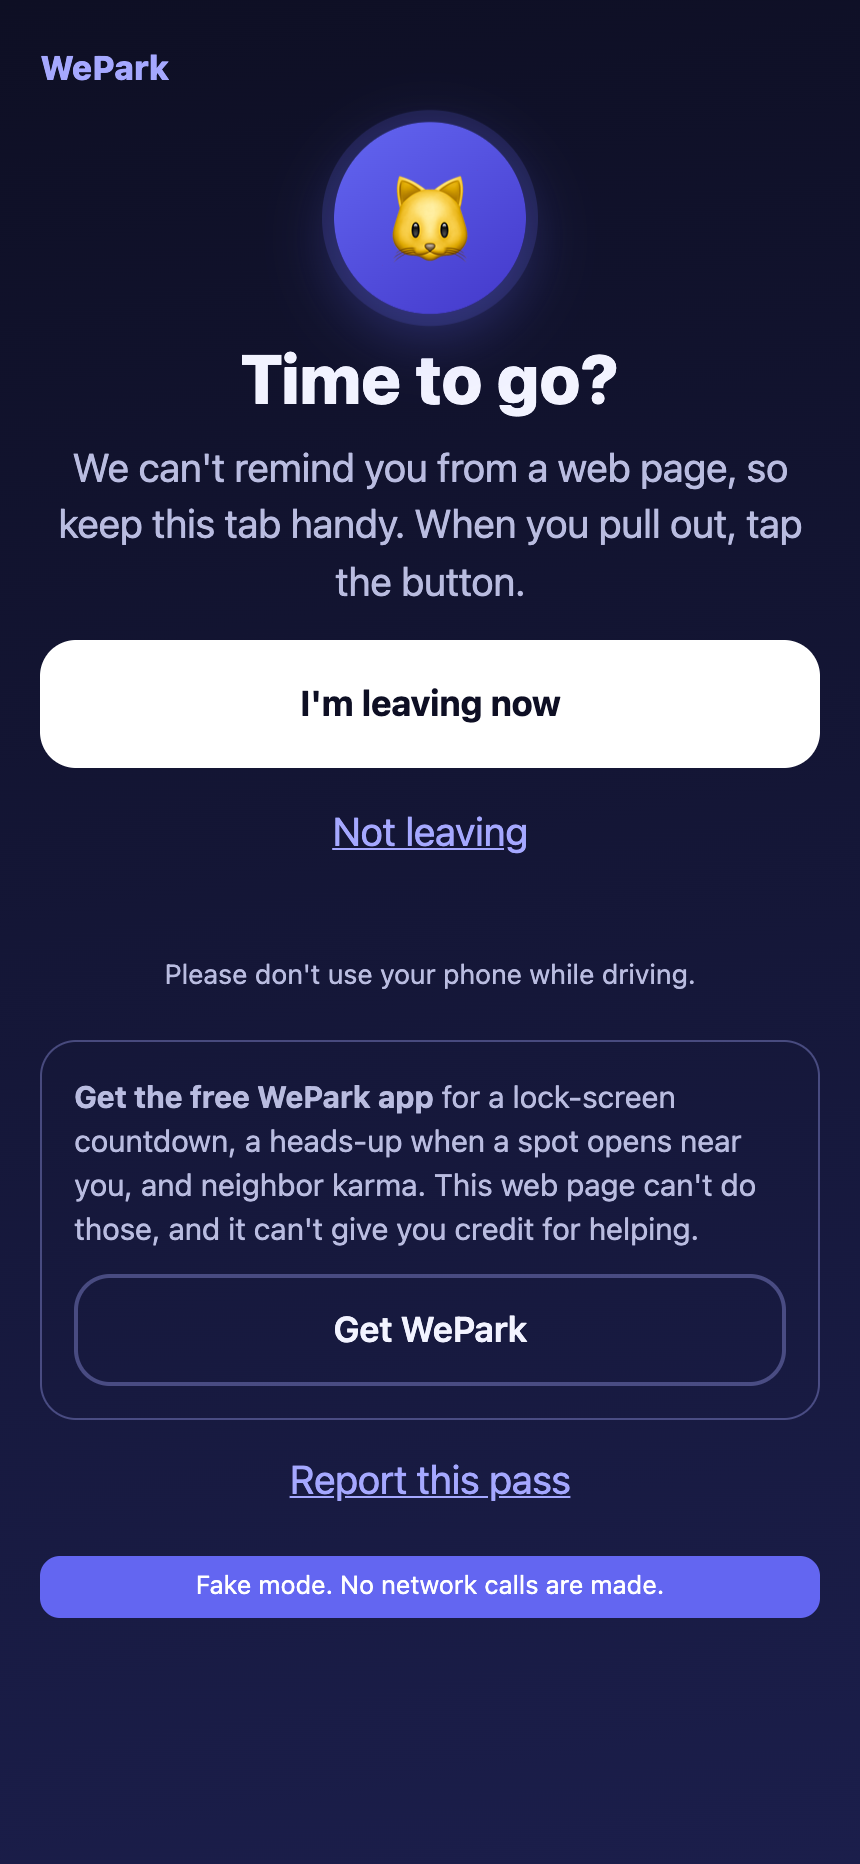 WePark
Time to go?
We can't remind you from a web page, so
keep this tab handy. When you pull out, tap
the button.
I'm leaving now
Not leaving
Please don't use your phone while driving.
Get the free WePark app for a lock-screen
countdown, a heads-up when a spot opens near
you, and neighbor karma. This web page can't do
those, and it can't give you credit for helping.
Get WePark
Report this pass
Fake mode. No network calls are made.